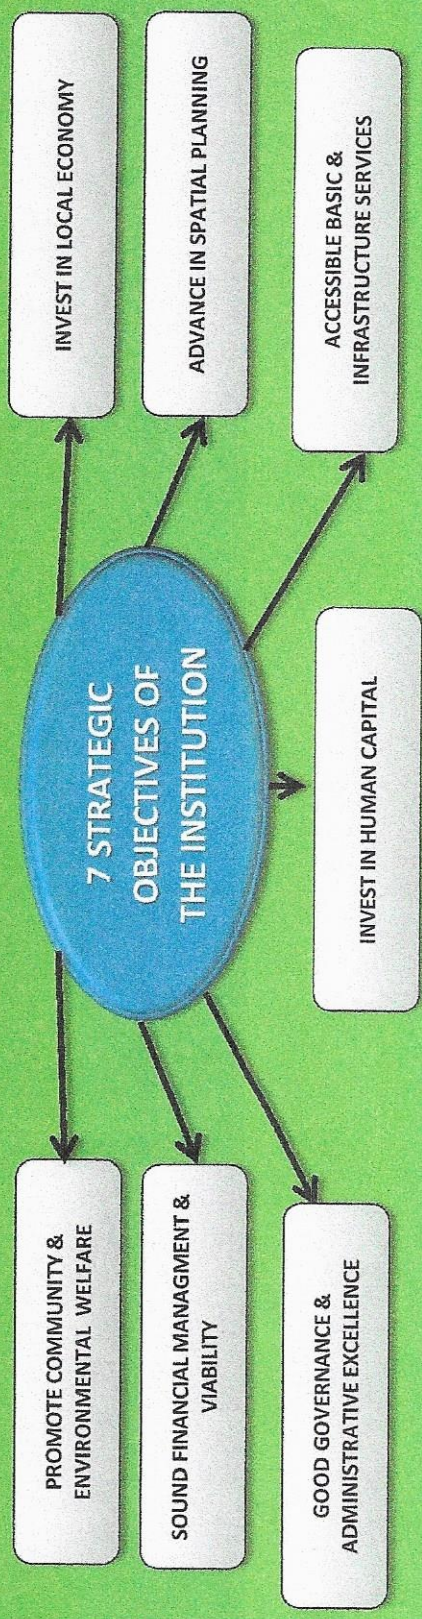 7 STRATEGIC
OBJECTIVES OF
THE INSTITUTION
PROMOTE COMMUNITY &
ENVIRONMENTAL WELFARE
SOUND FINANCIAL MANAGMENT &
VIABILITY
GOOD GOVERNANCE &
ADMINISTRATIVE EXCELLENCE
INVEST IN HUMAN CAPITAL
ACCESSIBLE BASIC &
INFRASTRUCTURE SERVICES
ADVANCE IN SPATIAL PLANNING
INVEST IN LOCAL ECONOMY